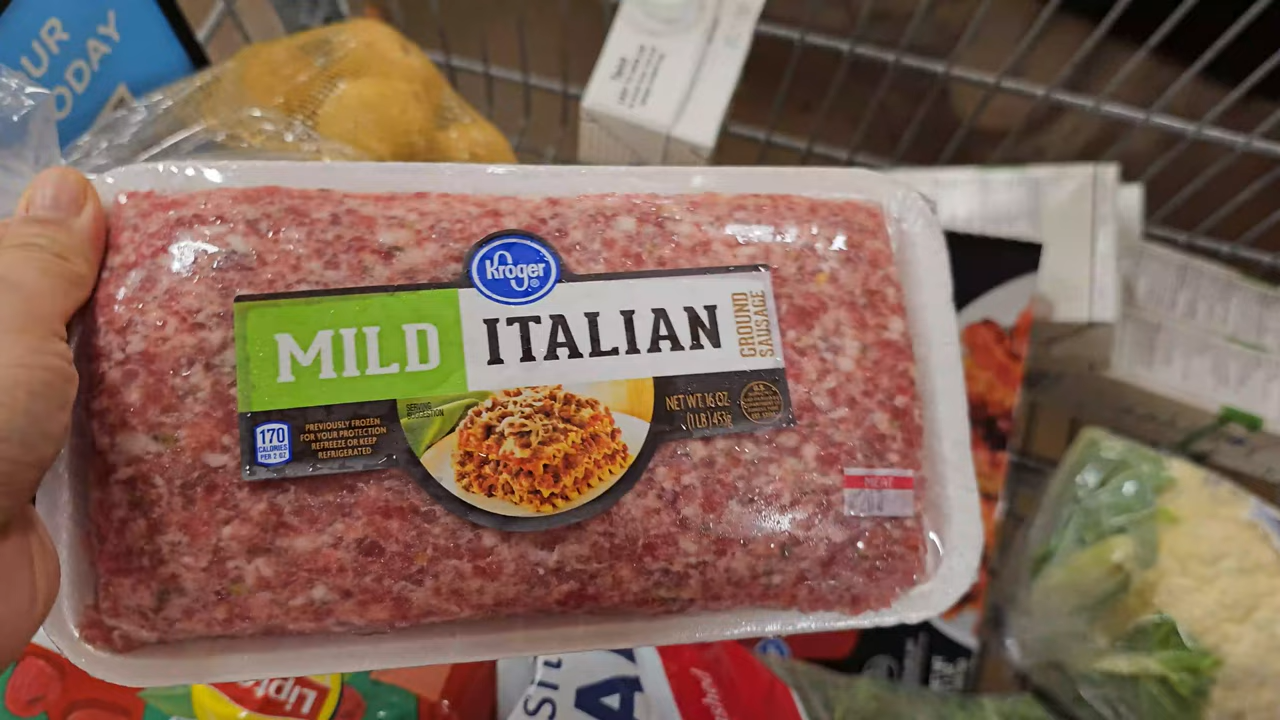 UR
ODAY
Kroger
MILD
ITALIAN
GROUND
SAUSAGE
SERVING
SUGGESTION
NET WT. 16 OZ.
(1 LB) 453g
170
CALORIES
PER 2 OZ
PREVIOUSLY FROZEN
FOR YOUR PROTECTION
REFREEZE OR KEEP
REFRIGERATED
MEAT
Lipto